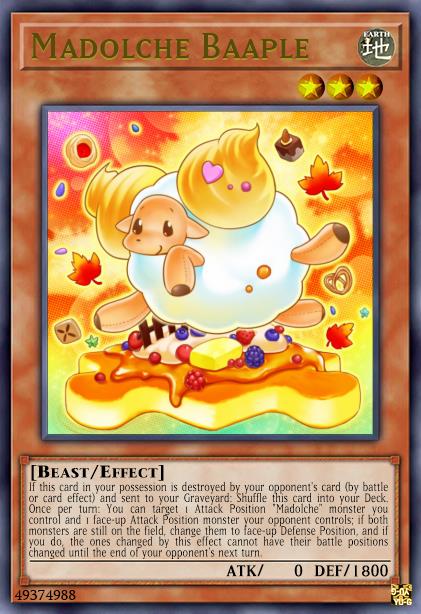 MADOLCHE BAAPLE
EARTH
地
[BEAST/EFFECT]
If this card in your possession is destroyed by your opponent's card (by battle
or card effect) and sent to your Graveyard: Shuffle this card into your Deck.
Once per turn: You can target 1 Attack Position "Madolche" monster you
control and 1 face-up Attack Position monster your opponent controls; if both
monsters are still on the field, change them to face-up Defense Position, and if
you do, the ones changed by this effect cannot have their battle positions
changed until the end of your opponent's next turn.
ATK/ 0 DEF/1800
49374988